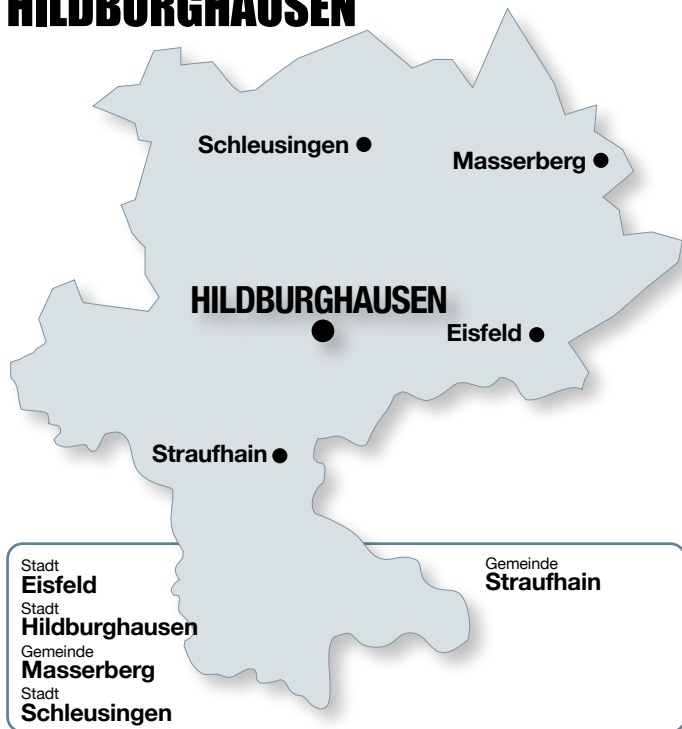 HILDBURGHAUSEN
Schleusingen
Masserberg
HILDBURGHAUSEN
Eisfeld
Straufhain
Stadt
Eisfeld
Stadt
Hildburghausen
Gemeinde
Masserberg
Stadt
Schleusingen
Gemeinde
Straufhain